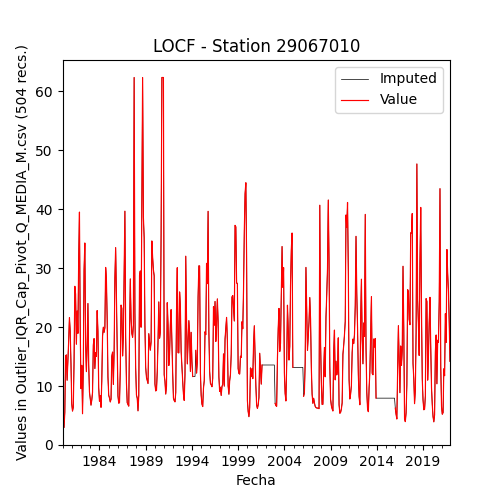 LOCF - Station 29067010
Imputed
Value
Values in Outlier_IQR_Cap_Pivot_Q_MEDIA_M.csv (504 recs.)
60
50
40
30
20
10
0
1984 1989 1994 1999 2004 2009 2014 2019
Fecha